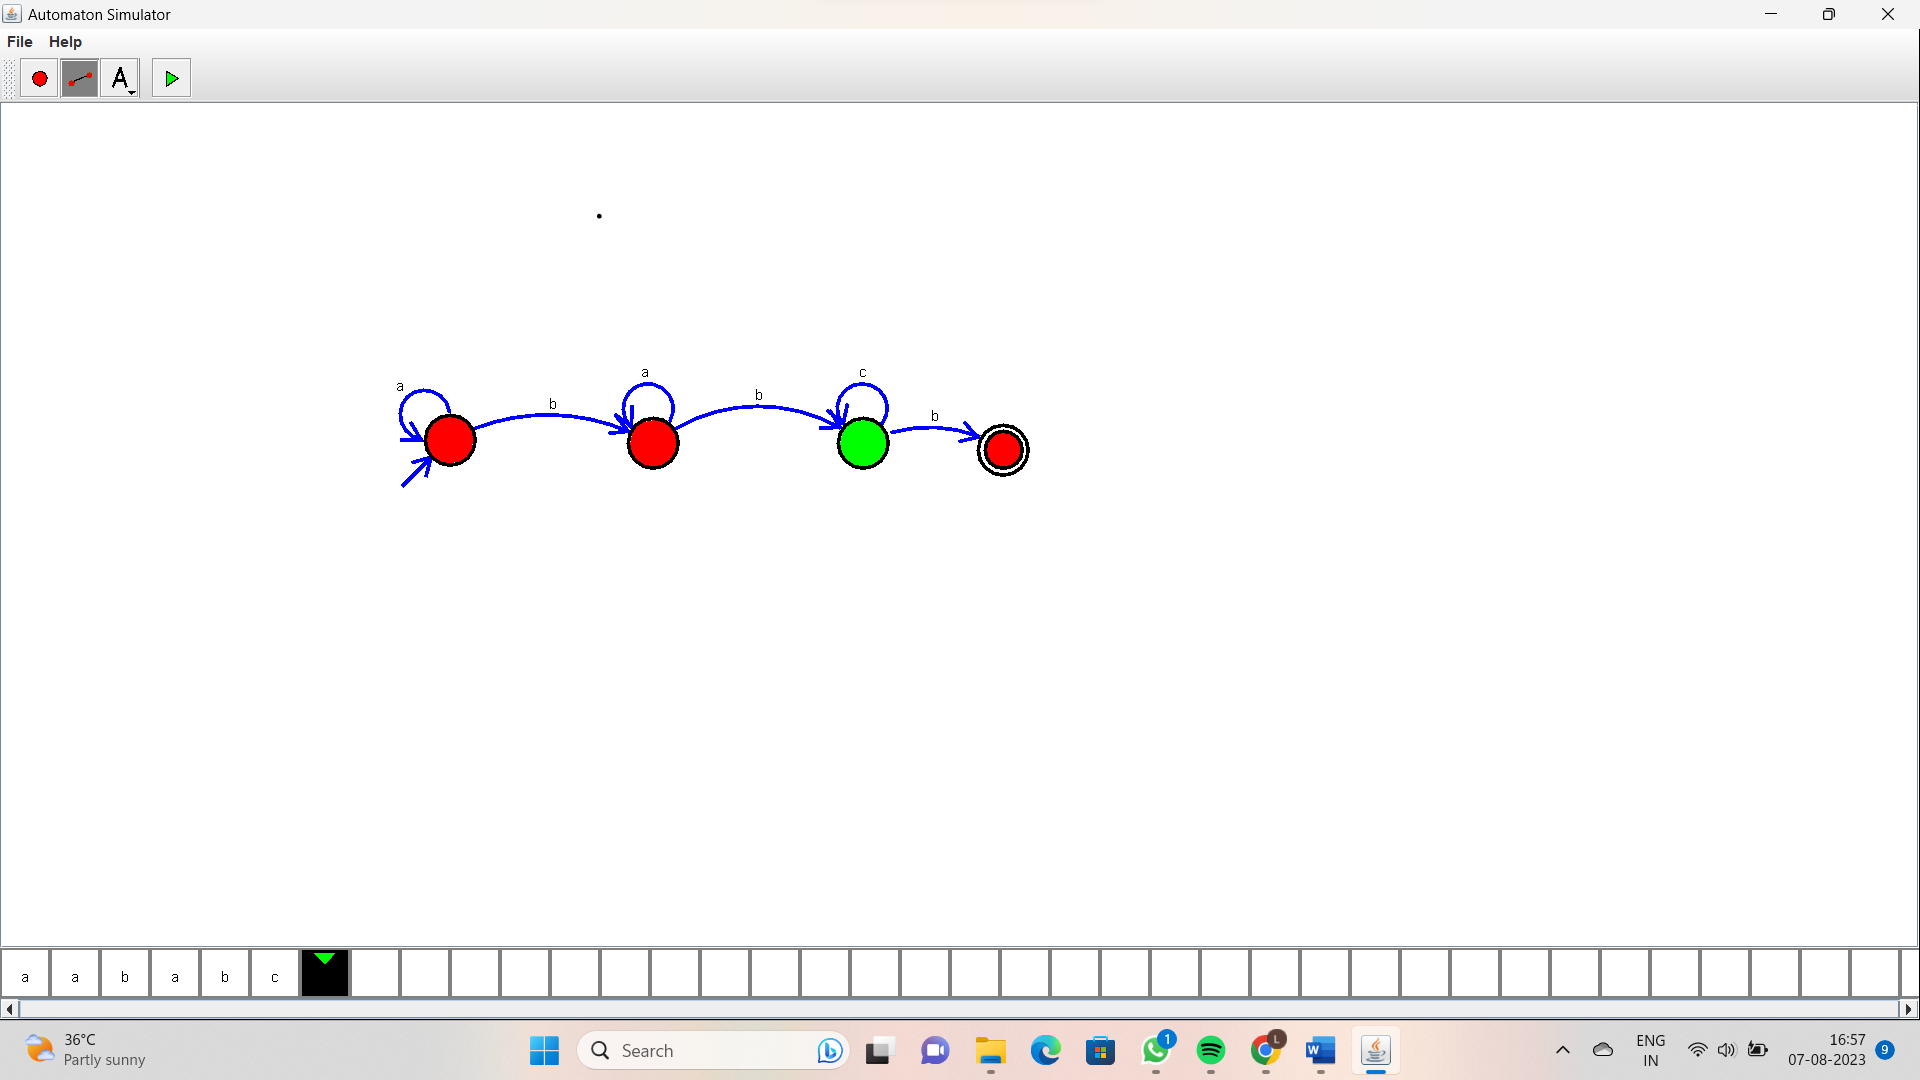 Automaton Simulator
File Help
A
a
a
c
b
b
b
a a b a b c
36°C
Partly sunny
Search
1
L
W
ENG
IN
16:57
07-08-2023
9